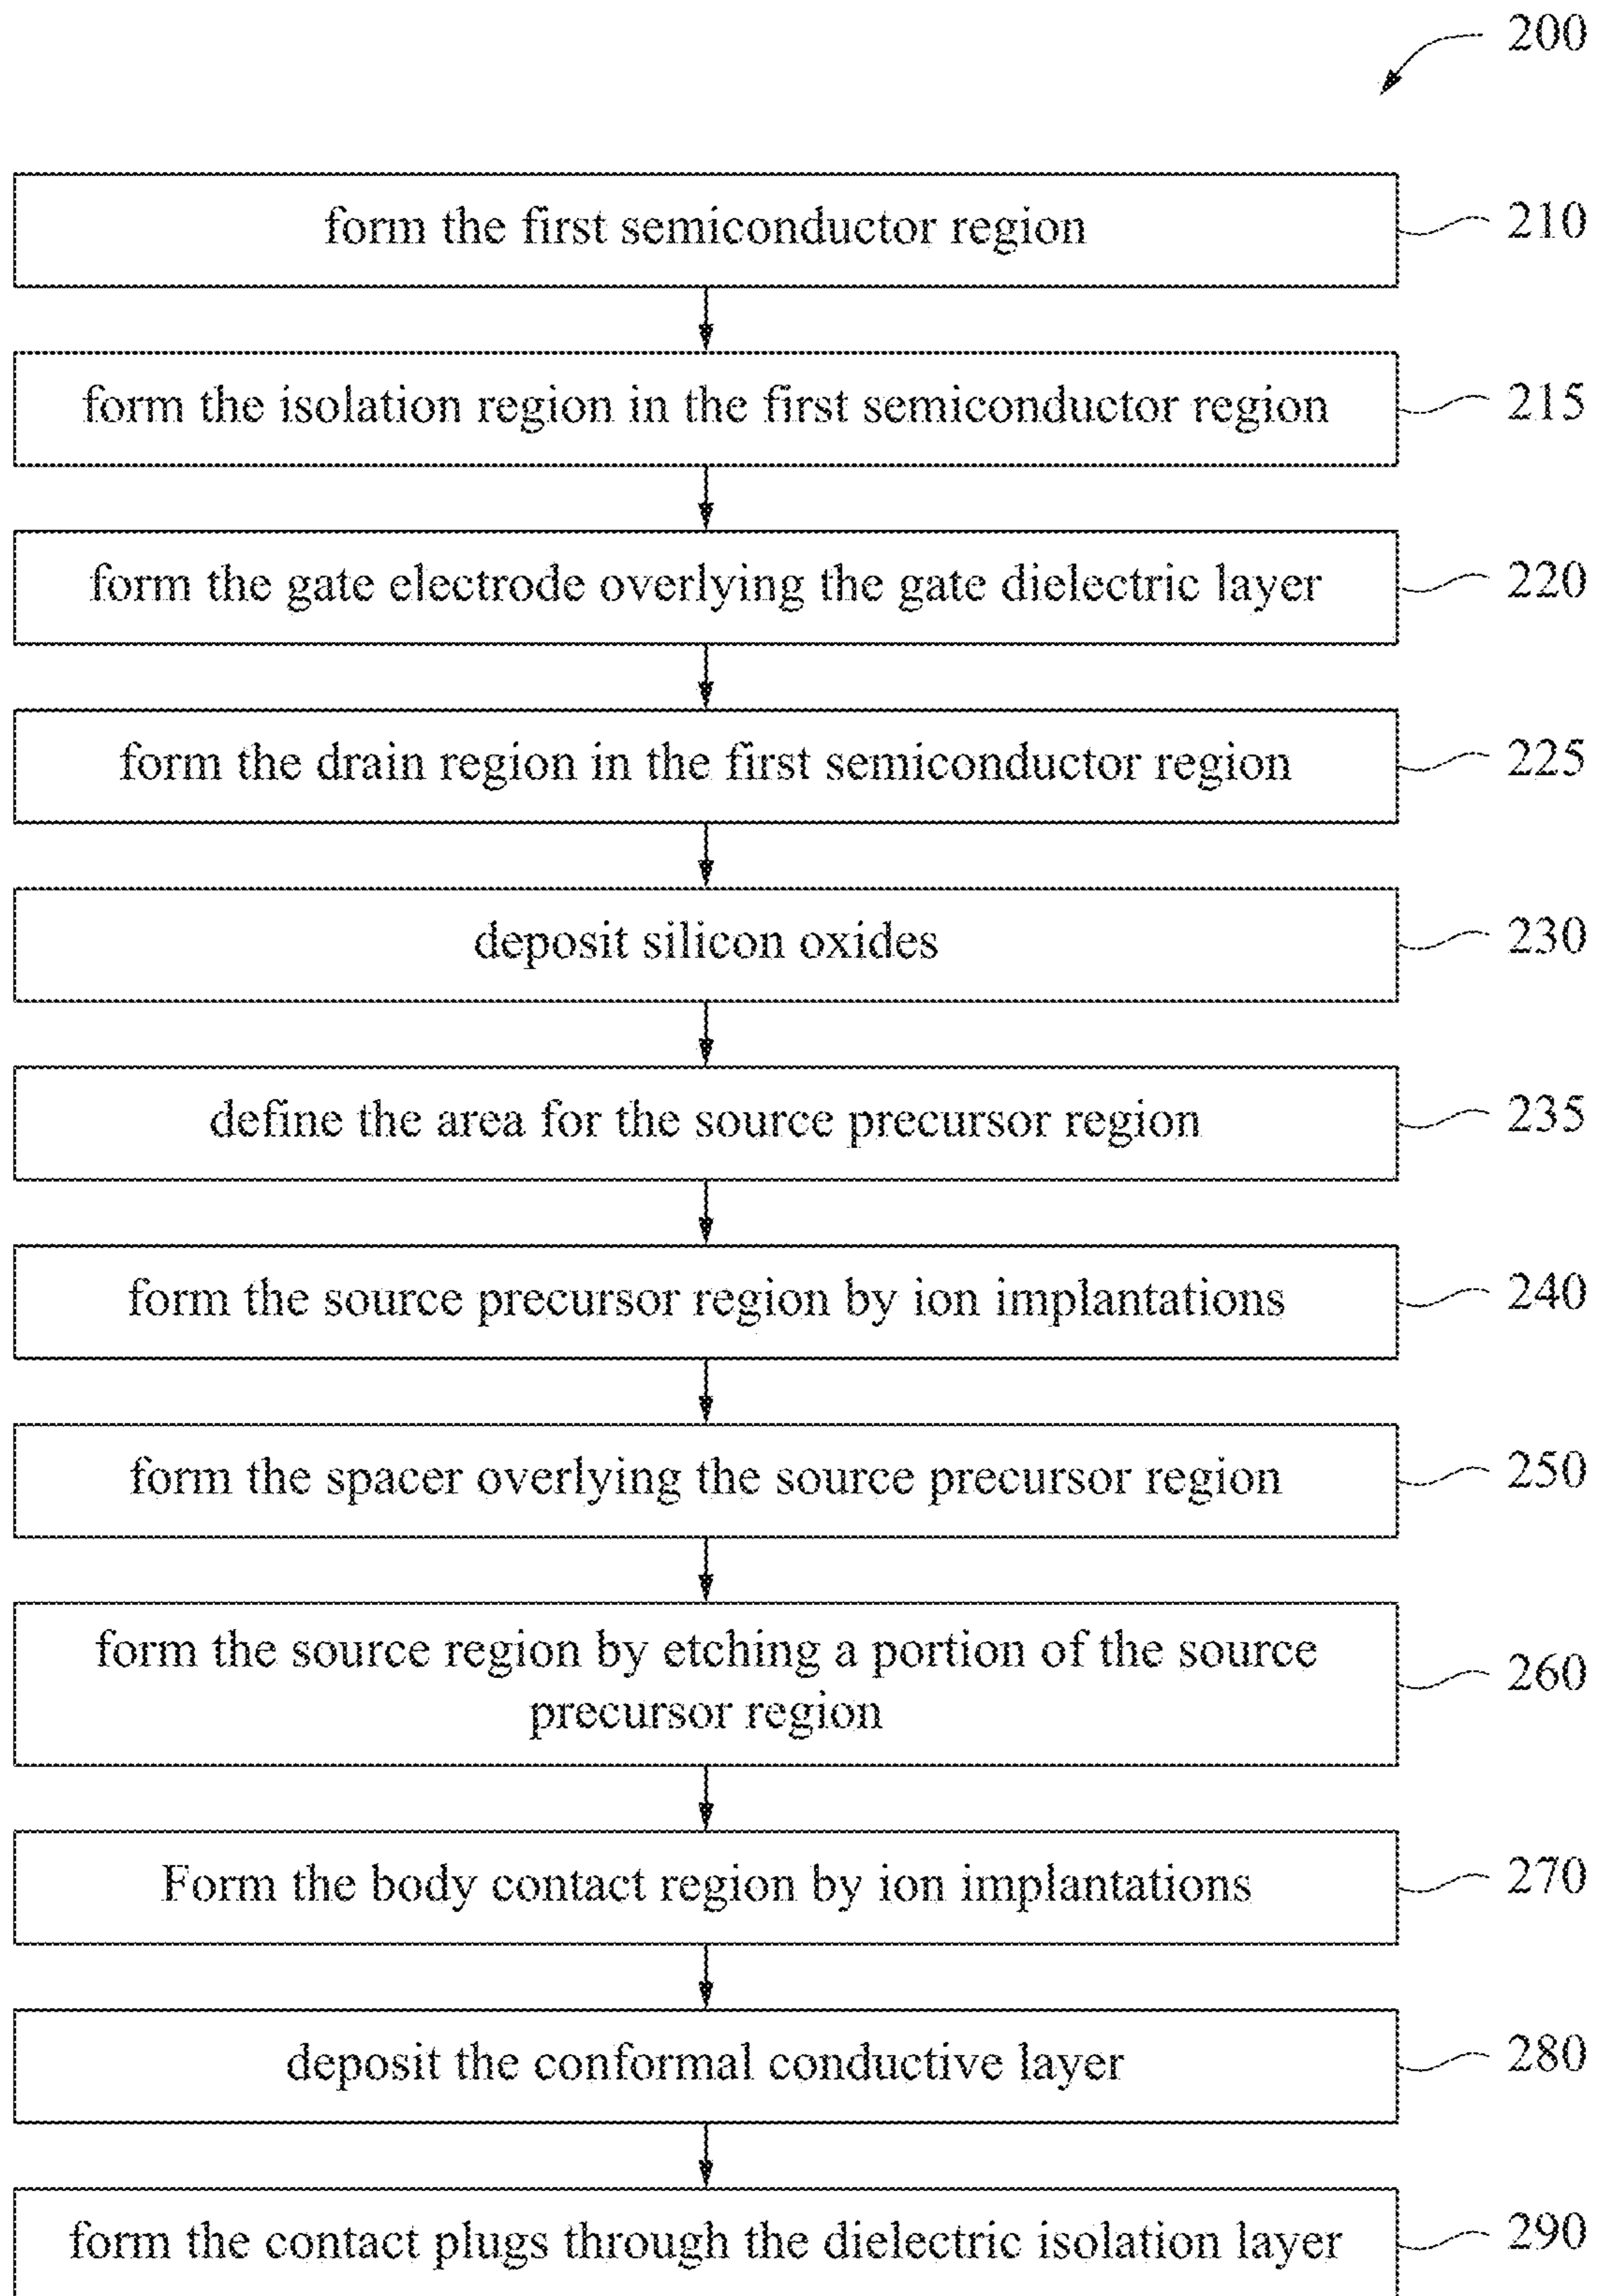 200
form the first semiconductor region 210
form the isolation region in the first semiconductor region 215
form the gate electrode overlying the gate dielectric layer 220
form the drain region in the first semiconductor region 225
deposit silicon oxides 230
define the area for the source precursor region 235
form the source precursor region by ion implantations 240
form the spacer overlying the source precursor region 250
form the source region by etching a portion of the source
precursor region 260
Form the body contact region by ion implantations 270
deposit the conformal conductive layer 280
form the contact plugs through the dielectric isolation layer 290